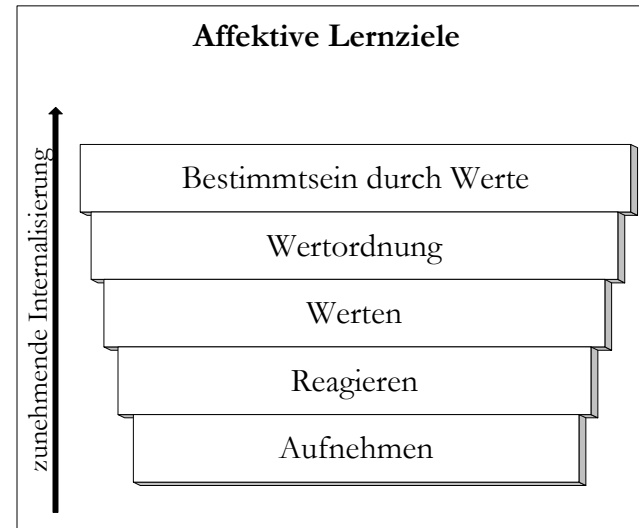 Affektive Lernziele
zunehmende Internalisierung
Bestimmtsein durch Werte
Wertordnung
Werten
Reagieren
Aufnehmen